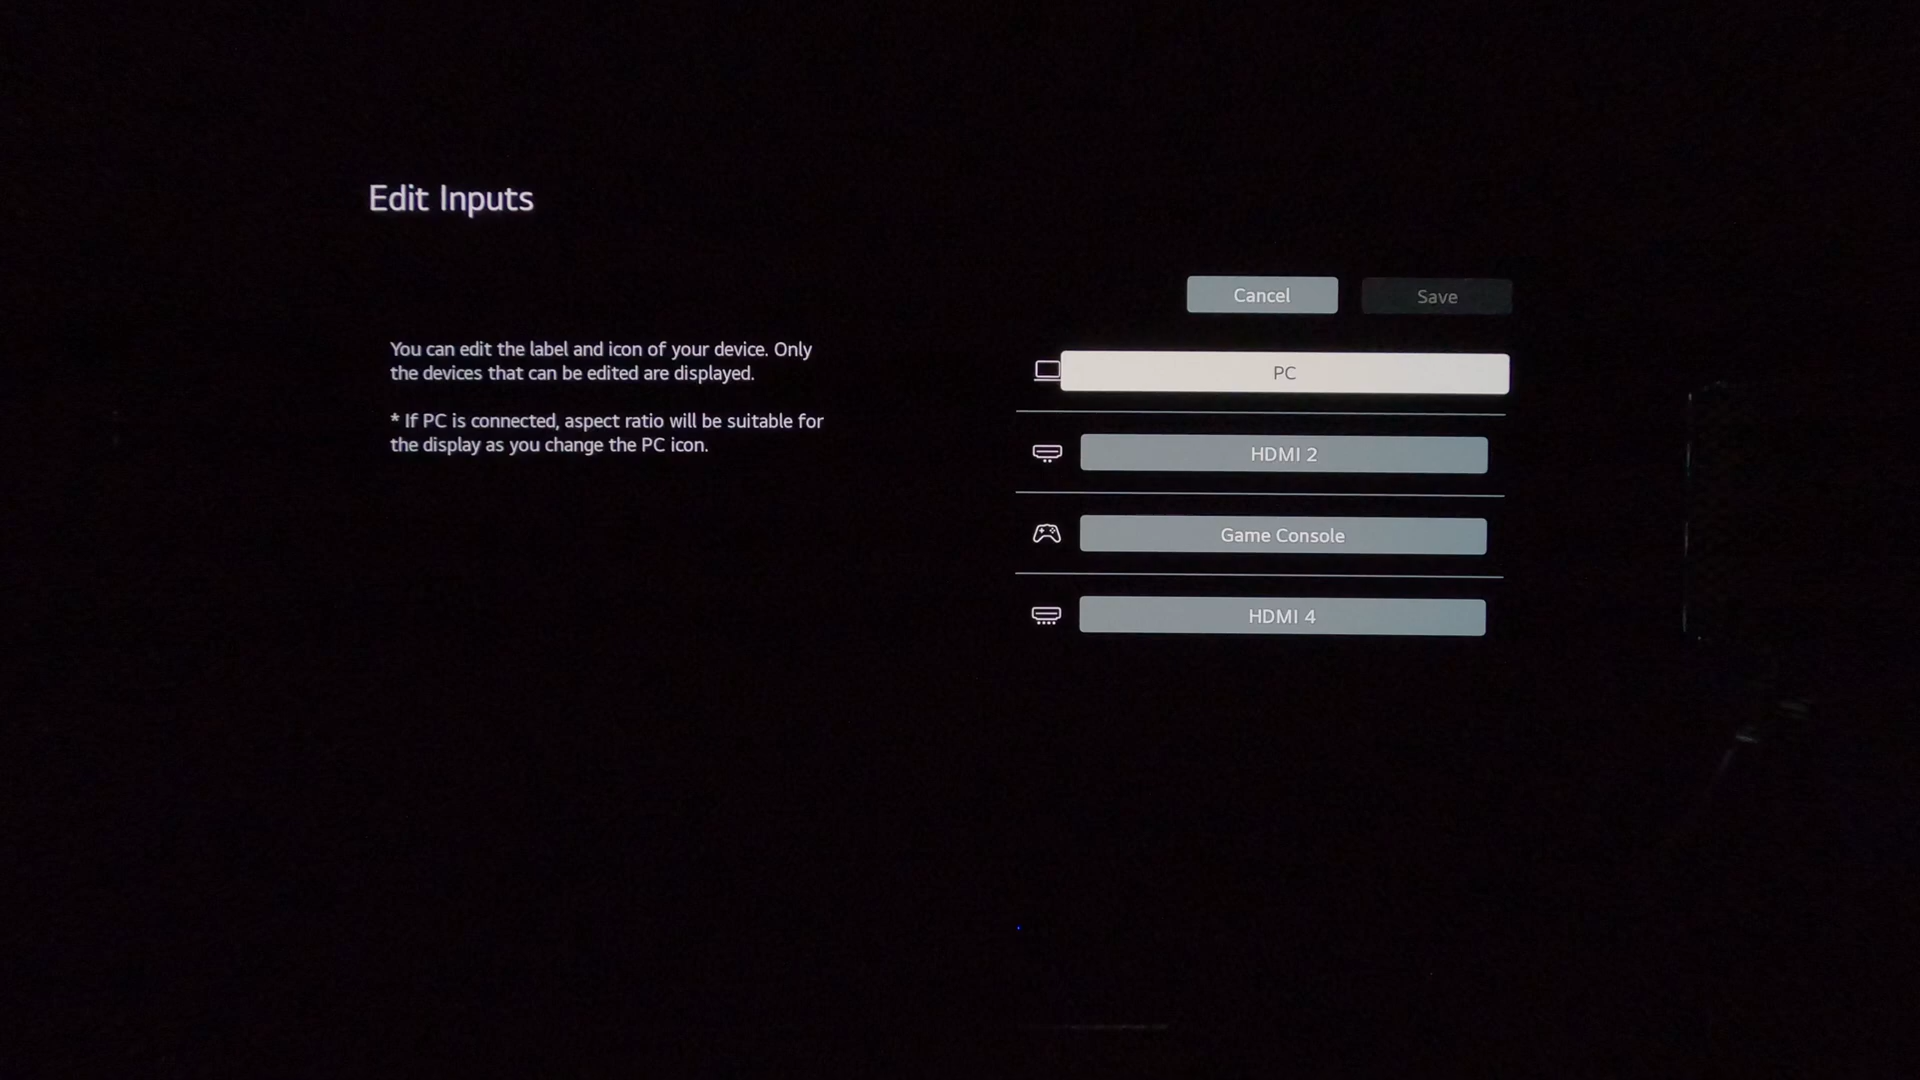 Edit Inputs
Cancel
Save
You can edit the label and icon of your device. Only
the devices that can be edited are displayed.
* If PC is connected, aspect ratio will be suitable for
the display as you change the PC icon.
PC
HDMI 2
Game Console
HDMI 4